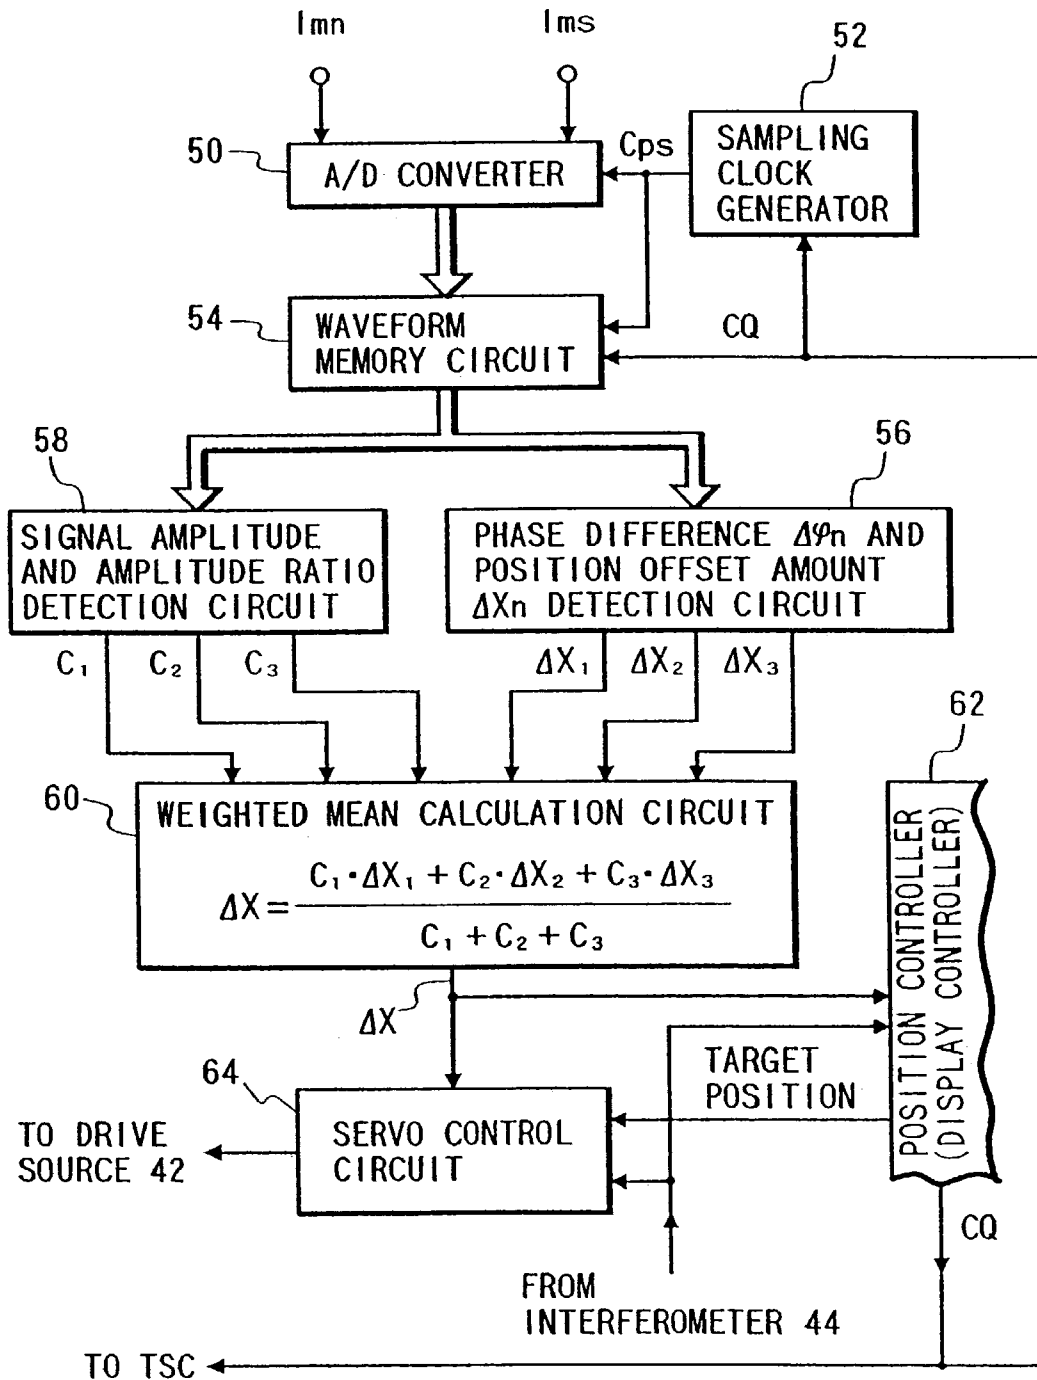 Imn
Ims
52
50
A/D CONVERTER
Cps
SAMPLING
CLOCK
GENERATOR
54
WAVEFORM
MEMORY CIRCUIT
CQ
58
56
SIGNAL AMPLITUDE
AND AMPLITUDE RATIO
DETECTION CIRCUIT
PHASE DIFFERENCE Δφn AND
POSITION OFFSET AMOUNT
ΔXn DETECTION CIRCUIT
C₁
C₂
C₃
ΔX₁
ΔX₂
ΔX₃
62
60
WEIGHTED MEAN CALCULATION CIRCUIT
C₁·ΔX₁+C₂·ΔX₂+C₃·ΔX₃
ΔX=
C₁+C₂+C₃
POSITION CONTROLLER
(DISPLAY CONTROLLER)
ΔX
64
TARGET
POSITION
SERVO CONTROL
CIRCUIT
TO DRIVE
SOURCE 42
CQ
FROM
INTERFEROMETER 44
TO TSC